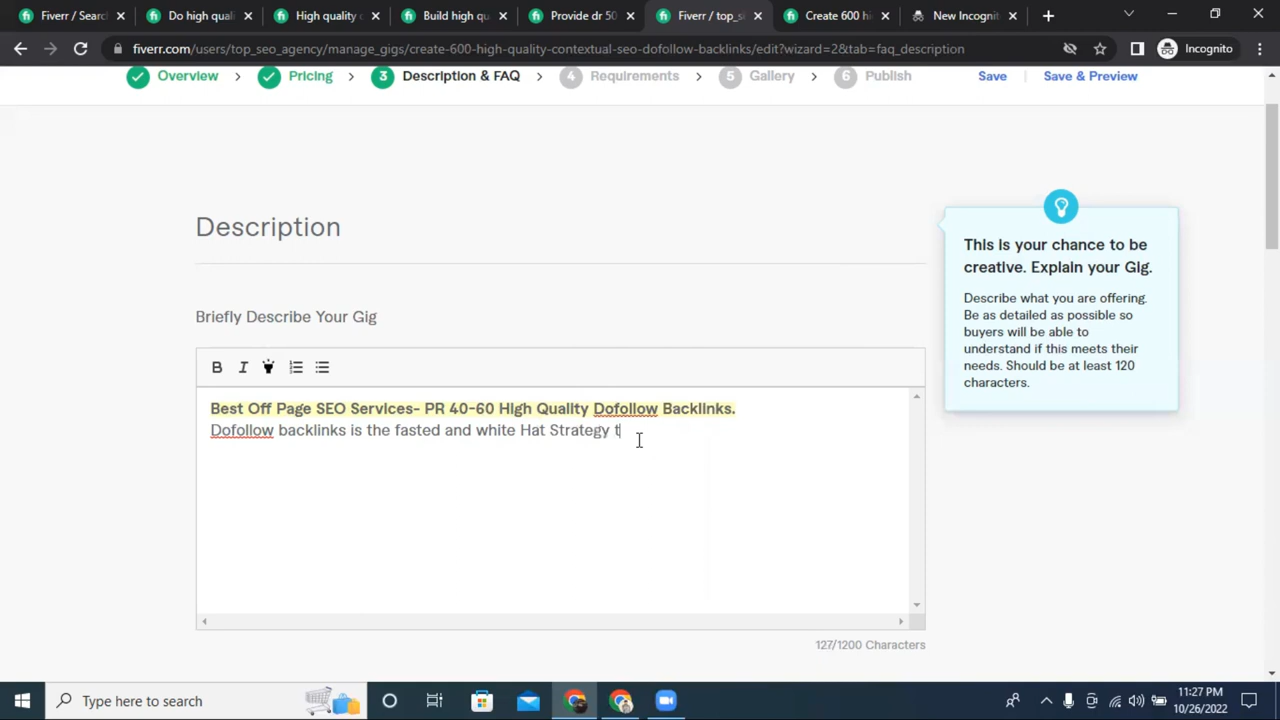 Fiverr / Sear
Do high quali
High quality
Build high qu
Provide dr 50
Fiverr / top_s
Create 600 hi
New Incognit
fiverr.com/users/top_seo_agency/manage_gigs/create-600-high-quality-contextual-seo-dofollow-backlinks/edit?wizard=2&tab=faq_description
Incognito
Overview
Pricing
3 Description & FAQ
4 Requirements
5 Gallery
6 Publish
Save
Save & Preview
Description
Briefly Describe Your Gig
B I
Best Off Page SEO Services- PR 40-60 High Quality Dofollow Backlinks.
Dofollow backlinks is the fasted and white Hat Strategy t
127/1200 Characters
This is your chance to be
creative. Explain your Gig.
Describe what you are offering.
Be as detailed as possible so
buyers will be able to
understand if this meets their
needs. Should be at least 120
characters.
Type here to search
11:27 PM
10/26/2022